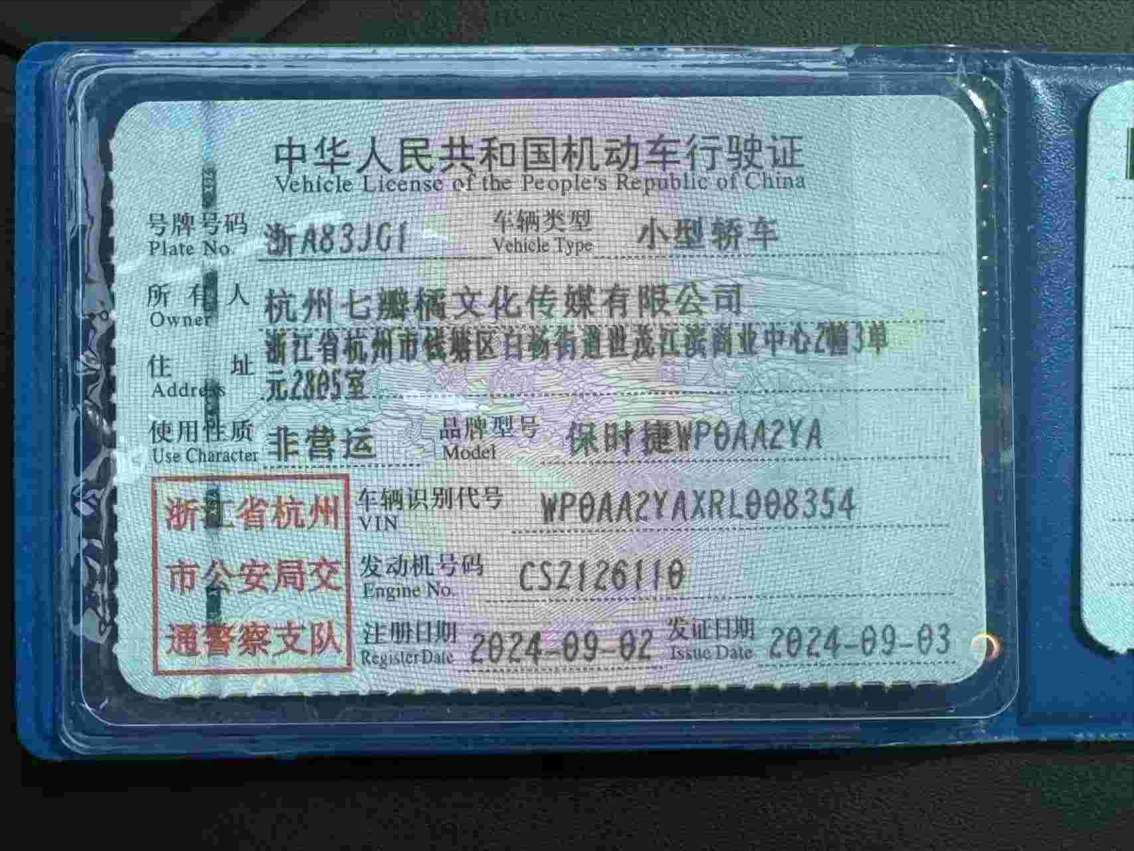 中华人民共和国机动车行驶证
Vehicle License of the People's Republic of China
号牌号码 浙A83JG1 车辆类型 小型轿车
Plate No. Vehicle Type
所有人 杭州七瓣橘文化传媒有限公司
Owner
住址 浙江省杭州市钱塘区白杨街道世茂江滨商业中心2幢3单
Address 元2805室
使用性质 非营运 品牌型号 保时捷WP0AA2YA
Use Character Model
浙江省杭州 车辆识别代号 WP0AA2YAXRL008354
VIN
市公安局交 发动机号码 CS2126110
Engine No.
通警察支队 注册日期 2024-09-02 发证日期 2024-09-03
Register Date Issue Date